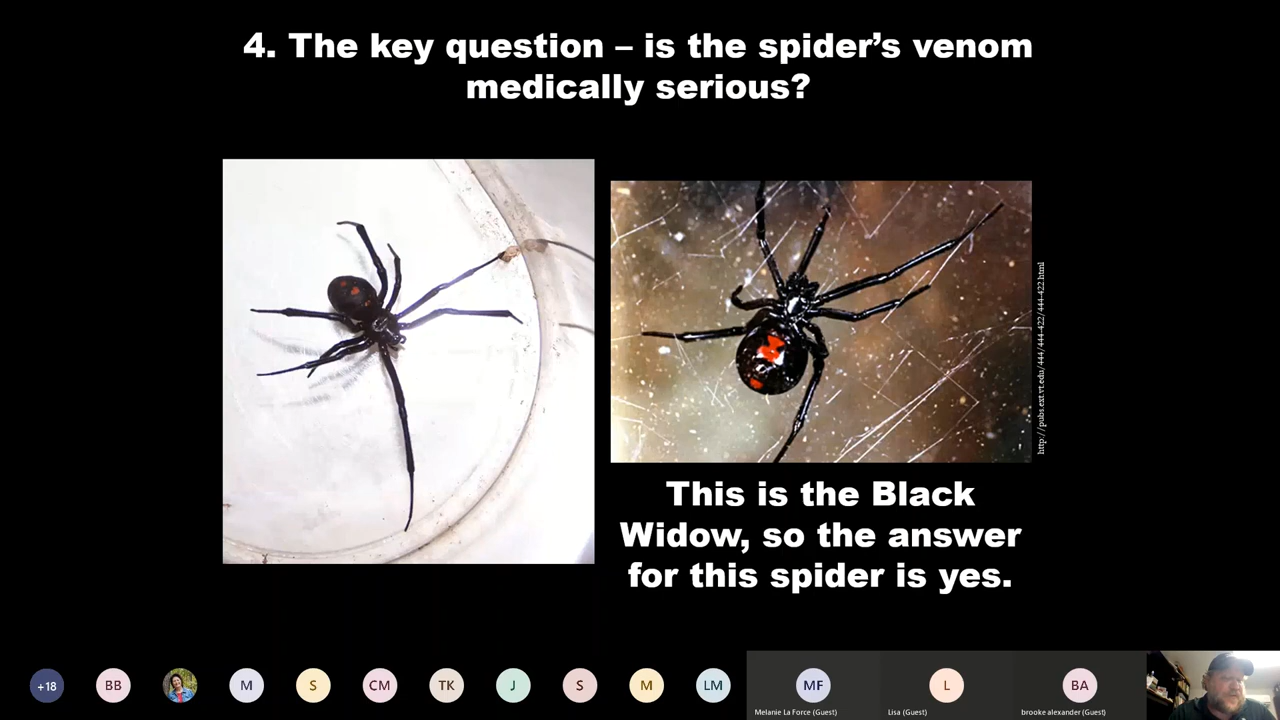 4. The key question – is the spider’s venom
medically serious?
http://pubs.ext.vt.edu/444/444-422/444-422.html
This is the Black
Widow, so the answer
for this spider is yes.
+18
BB
M
S
CM
TK
J
S
M
LM
MF
L
BA
Melanie La Force (Guest)
Lisa (Guest)
brooke alexander (Guest)